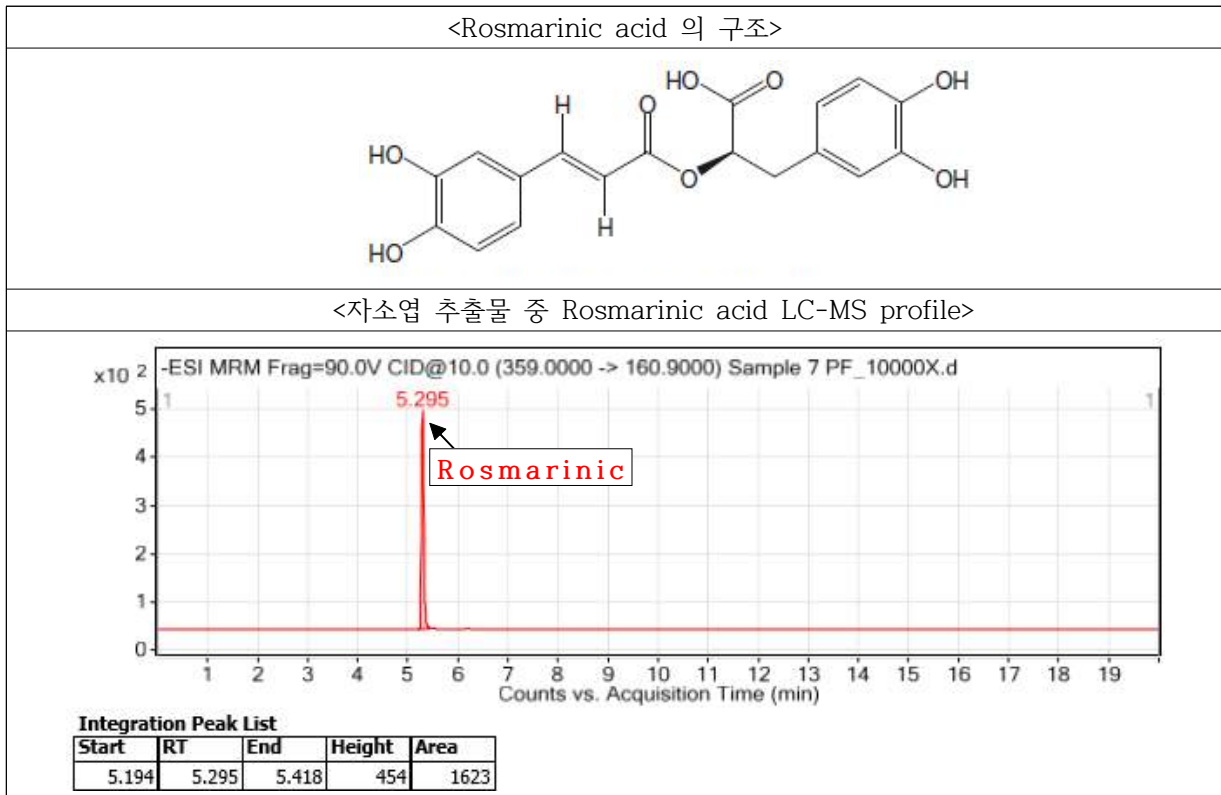 <Rosmarinic acid 의 구조>
HO O OH
H O
HO
O OH
H
HO
<자소엽 추출물 중 Rosmarinic acid LC-MS profile>
x10 2 -ESI MRM Frag=90.0V CID@10.0 (359.0000 -> 160.9000) Sample 7 PF_10000X.d
1 5.295 1
5
4
Rosmarinic
3
2
1
0
1 2 3 4 5 6 7 8 9 10 11 12 13 14 15 16 17 18 19
Counts vs. Acquisition Time (min)
Integration Peak List
Start RT End Height Area
5.194 5.295 5.418 454 1623